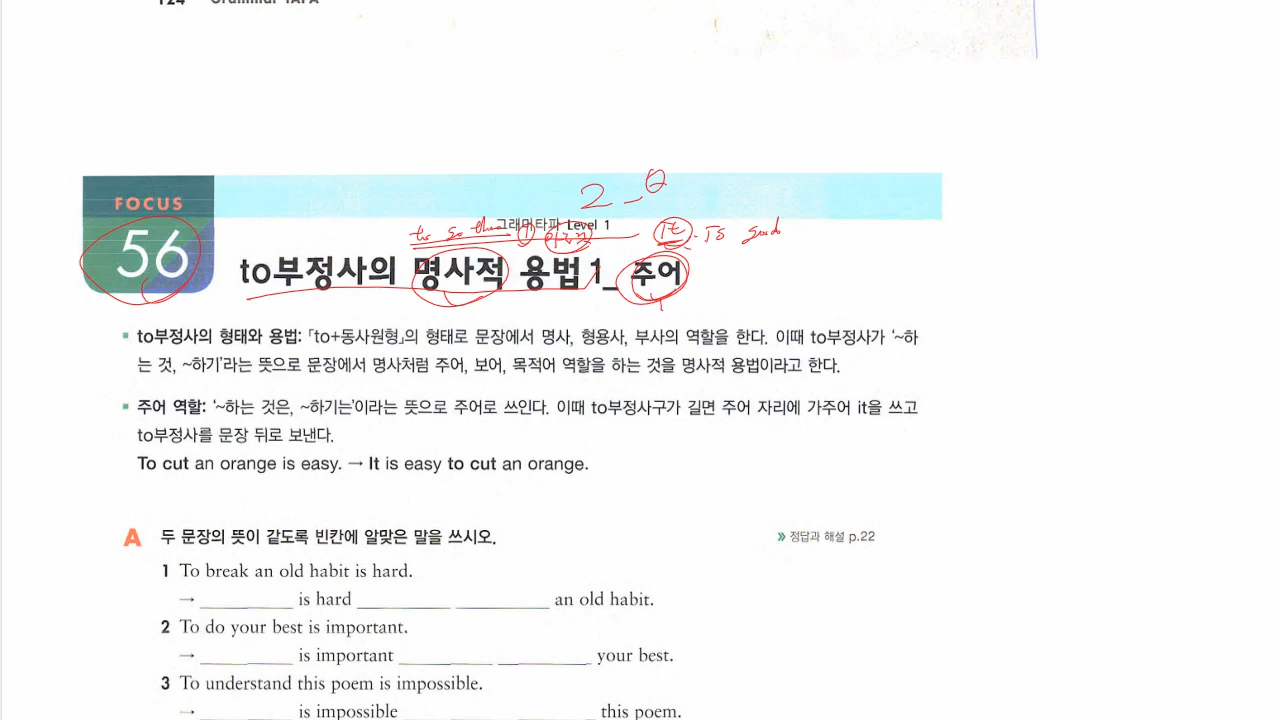 124 Grammar TAPA
2
FOCUS
56
그래머타파 Level 1
It is good
to부정사의 명사적 용법 1_ 주어
▪ to부정사의 형태와 용법: 「to+동사원형」의 형태로 문장에서 명사, 형용사, 부사의 역할을 한다. 이때 to부정사가 '~하
는 것, ~하기'라는 뜻으로 문장에서 명사처럼 주어, 보어, 목적어 역할을 하는 것을 명사적 용법이라고 한다.
▪ 주어 역할: '~하는 것은, ~하기는'이라는 뜻으로 주어로 쓰인다. 이때 to부정사구가 길면 주어 자리에 가주어 it을 쓰고
to부정사를 문장 뒤로 보낸다.
To cut an orange is easy. → It is easy to cut an orange.
A 두 문장의 뜻이 같도록 빈칸에 알맞은 말을 쓰시오.
» 정답과 해설 p.22
1 To break an old habit is hard.
→ __________ is hard __________ __________ an old habit.
2 To do your best is important.
→ __________ is important __________ __________ your best.
3 To understand this poem is impossible.
→ __________ is impossible __________ __________ this poem.